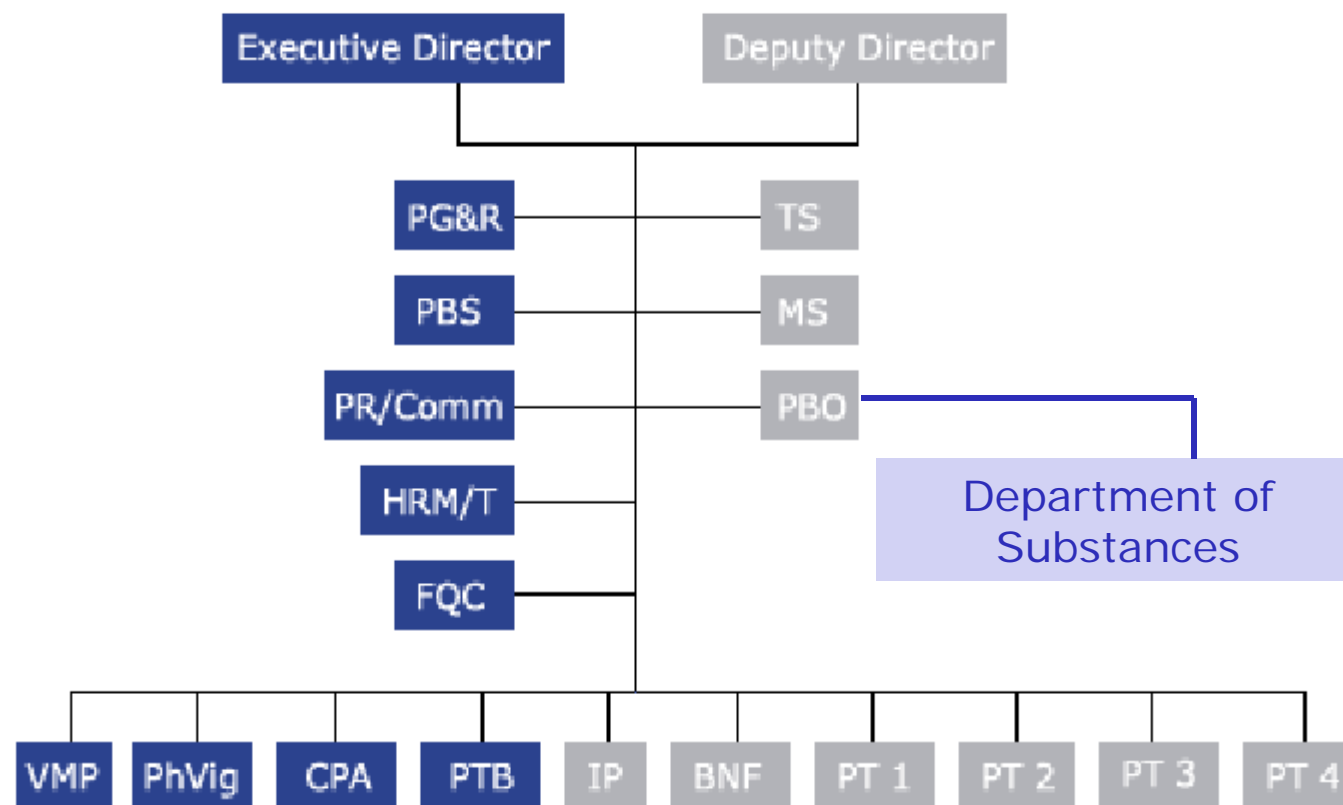 Executive Director
Deputy Director
PG&R
TS
PBS
MS
PR/Comm
PBO
HRM/T
Department of
Substances
FQC
VMP
PhVig
CPA
PTB
IP
BNF
PT 1
PT 2
PT 3
PT 4